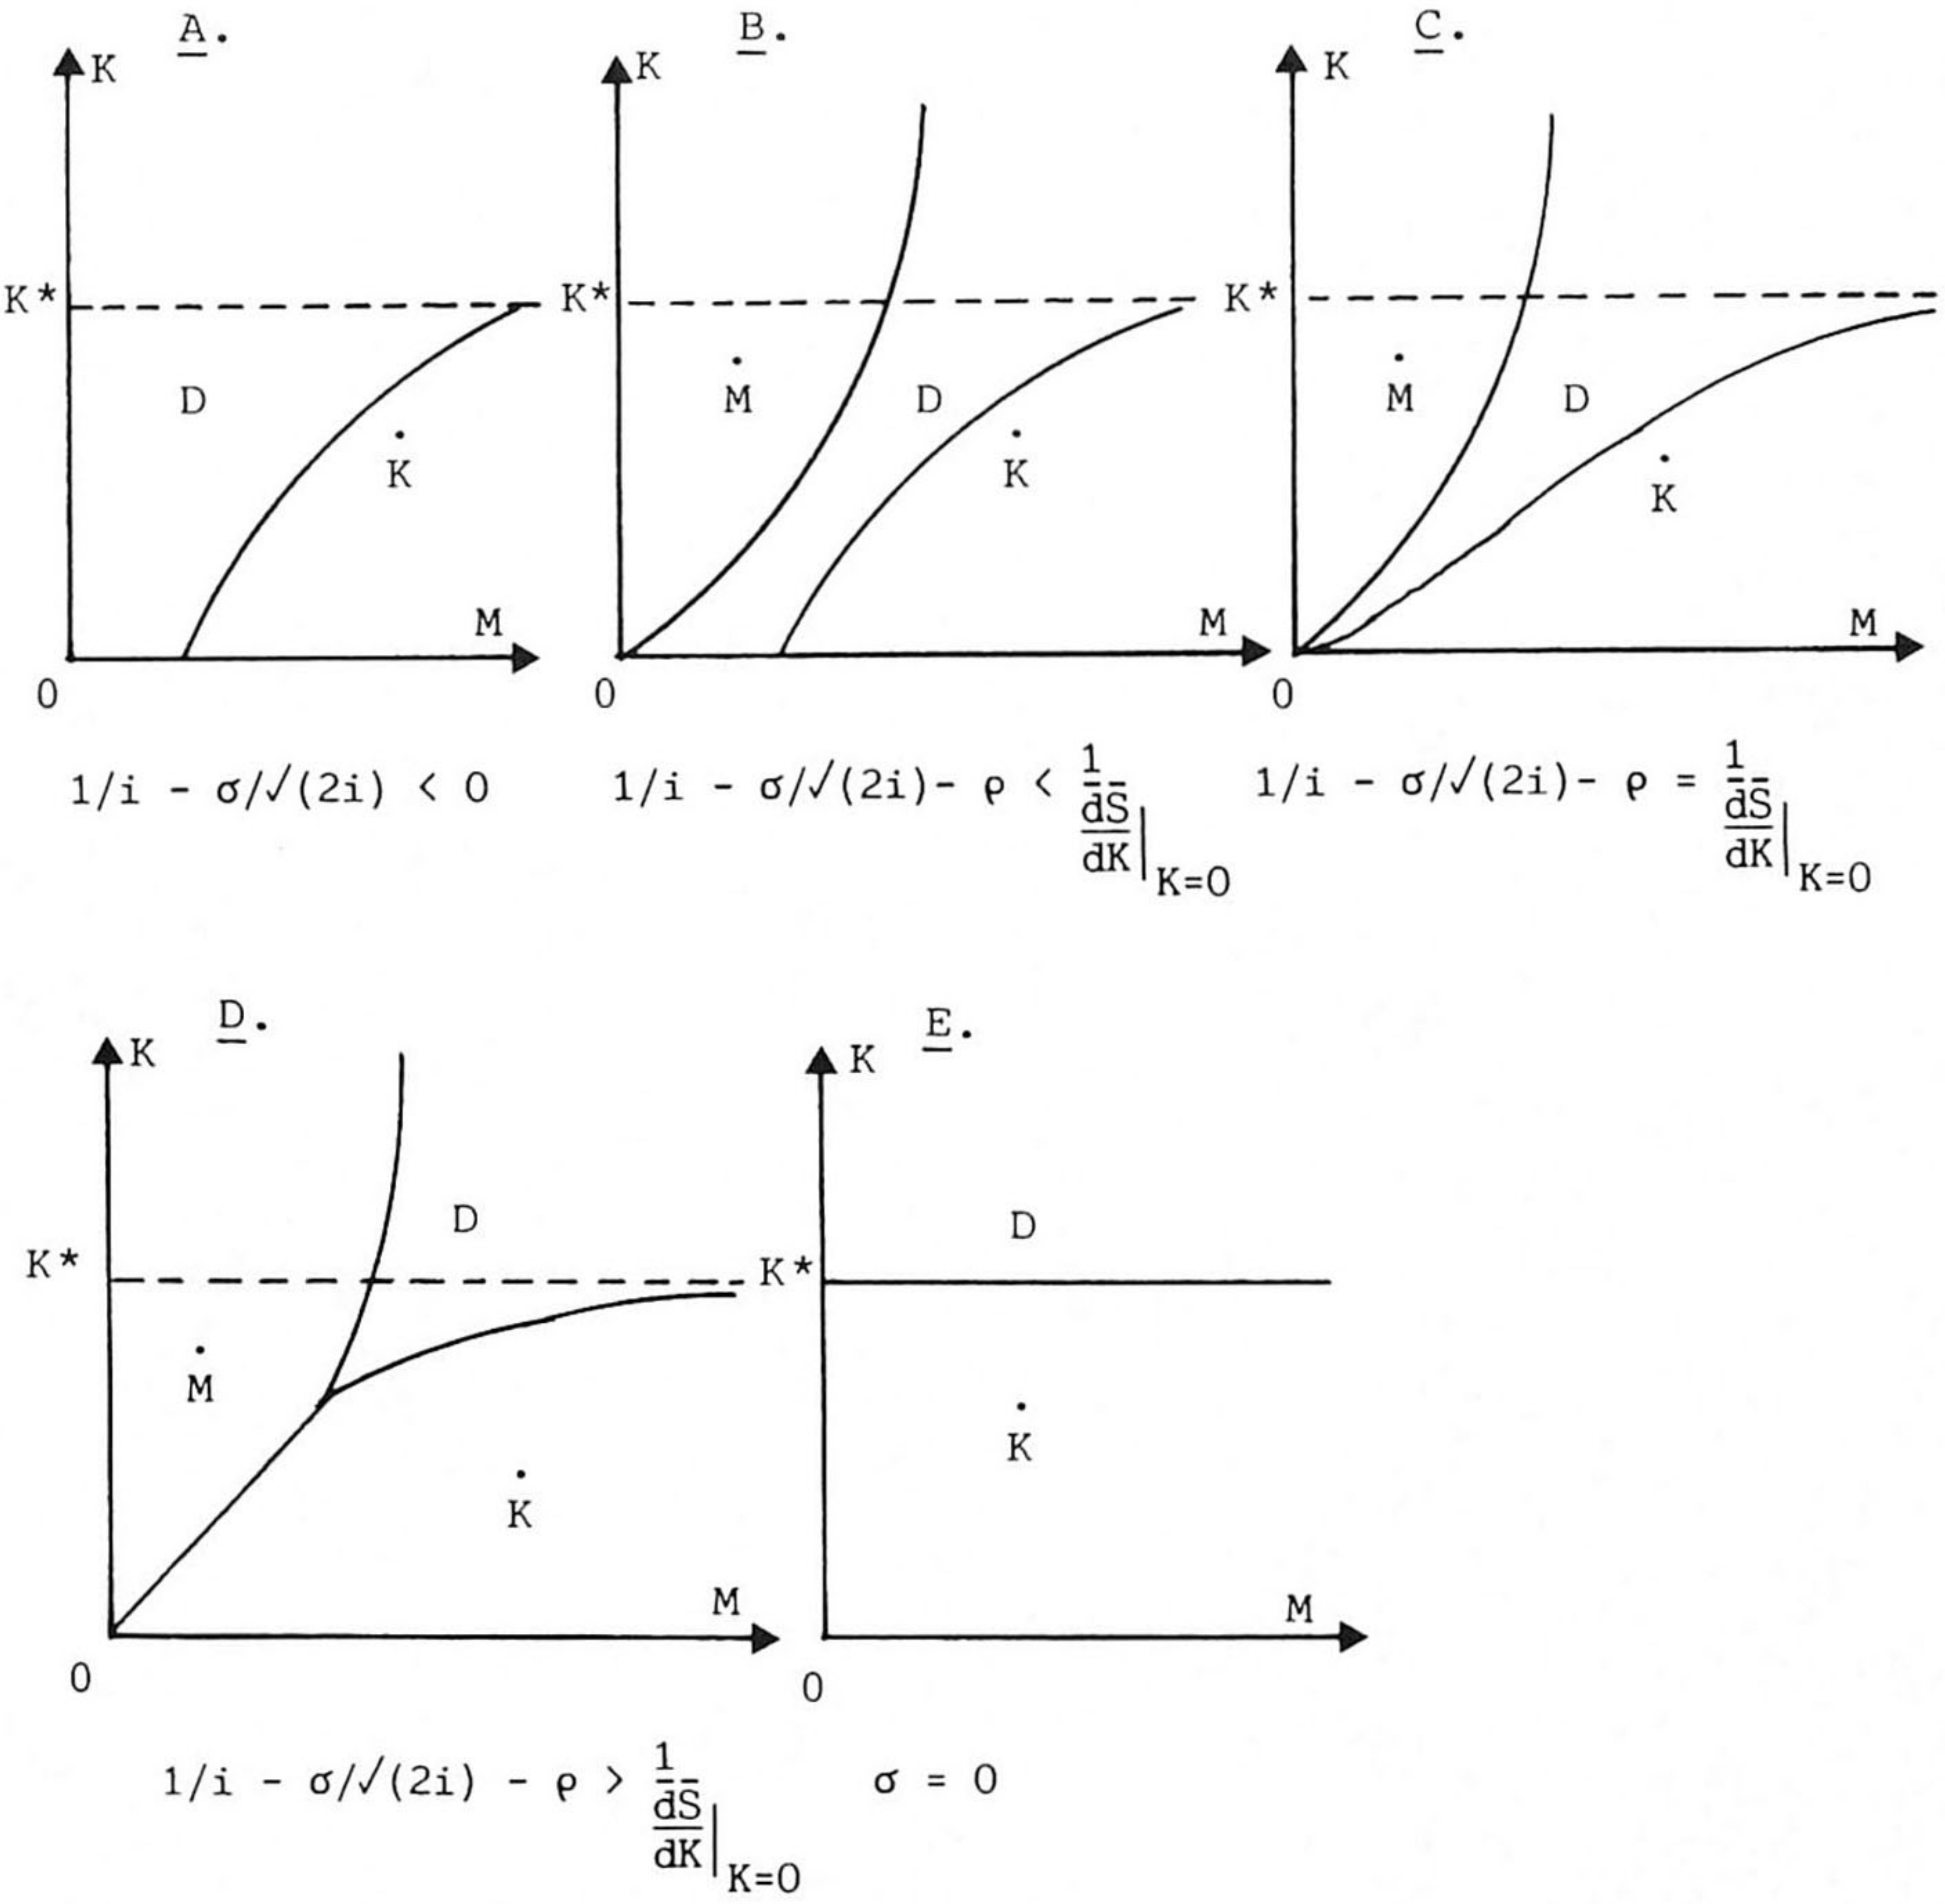 A. B. C.
K K K
K* K* K*
D Ṁ D K̇ Ṁ D K̇
K̇
M M M
0 0 0
1/i - σ/√(2i) < 0
1/i - σ/√(2i)- ρ < 1/(dS̄/dK)|K=0
1/i - σ/√(2i)- ρ = 1/(dS̄/dK)|K=0
D. E.
K K
D D
K* K*
Ṁ K̇
K̇
M M
0 0
1/i - σ/√(2i) - ρ > 1/(dS̄/dK)|K=0
σ = 0